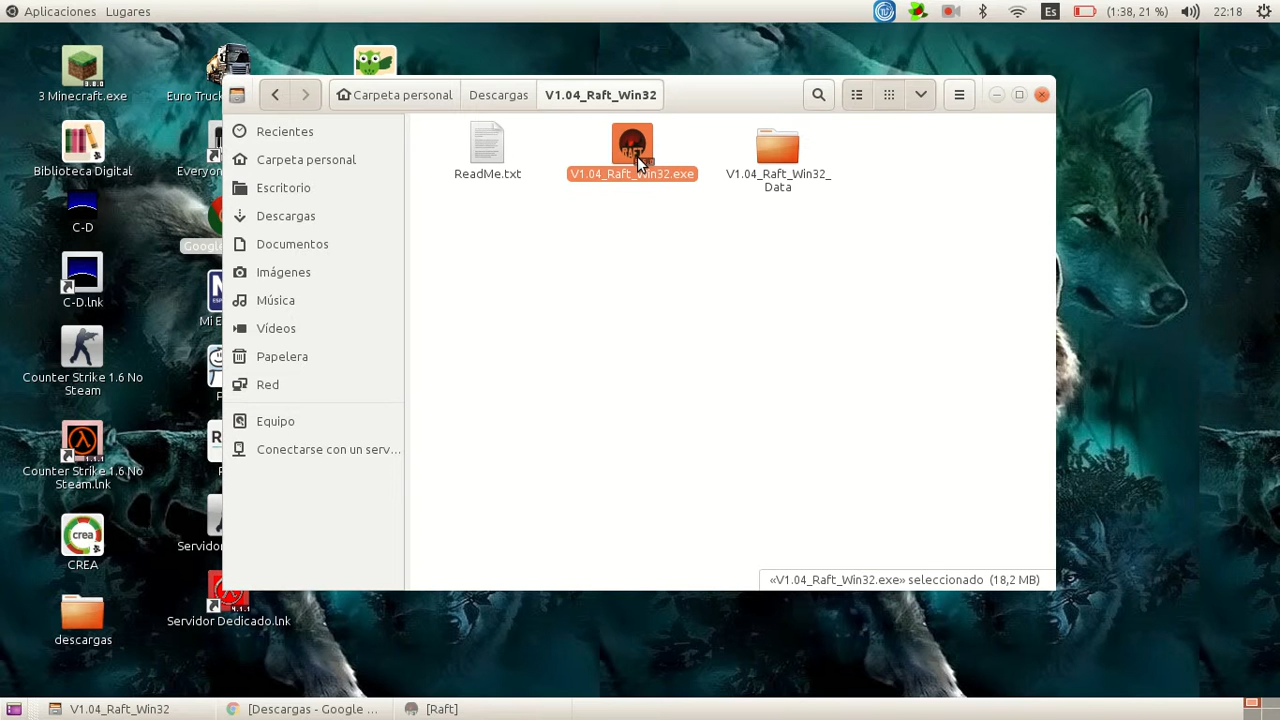 Aplicaciones Lugares
Es (1:38, 21 %) 22:18
3 Minecraft.exe
Euro Truck
Biblioteca Digital
Everyon
C-D
Google
C-D.lnk
Mi E
Counter Strike 1.6 No
Steam
Counter Strike 1.6 No
Steam.lnk
CREA
crea
Servidor
descargas
Servidor Dedicado.lnk
Carpeta personal Descargas V1.04_Raft_Win32
Recientes
Carpeta personal
Escritorio
Descargas
Documentos
Imágenes
Música
Vídeos
Papelera
Red
Equipo
Conectarse con un serv...
ReadMe.txt
V1.04_Raft_Win32.exe
V1.04_Raft_Win32_
Data
«V1.04_Raft_Win32.exe» seleccionado (18,2 MB)
V1.04_Raft_Win32
[Descargas - Google ...
[Raft]